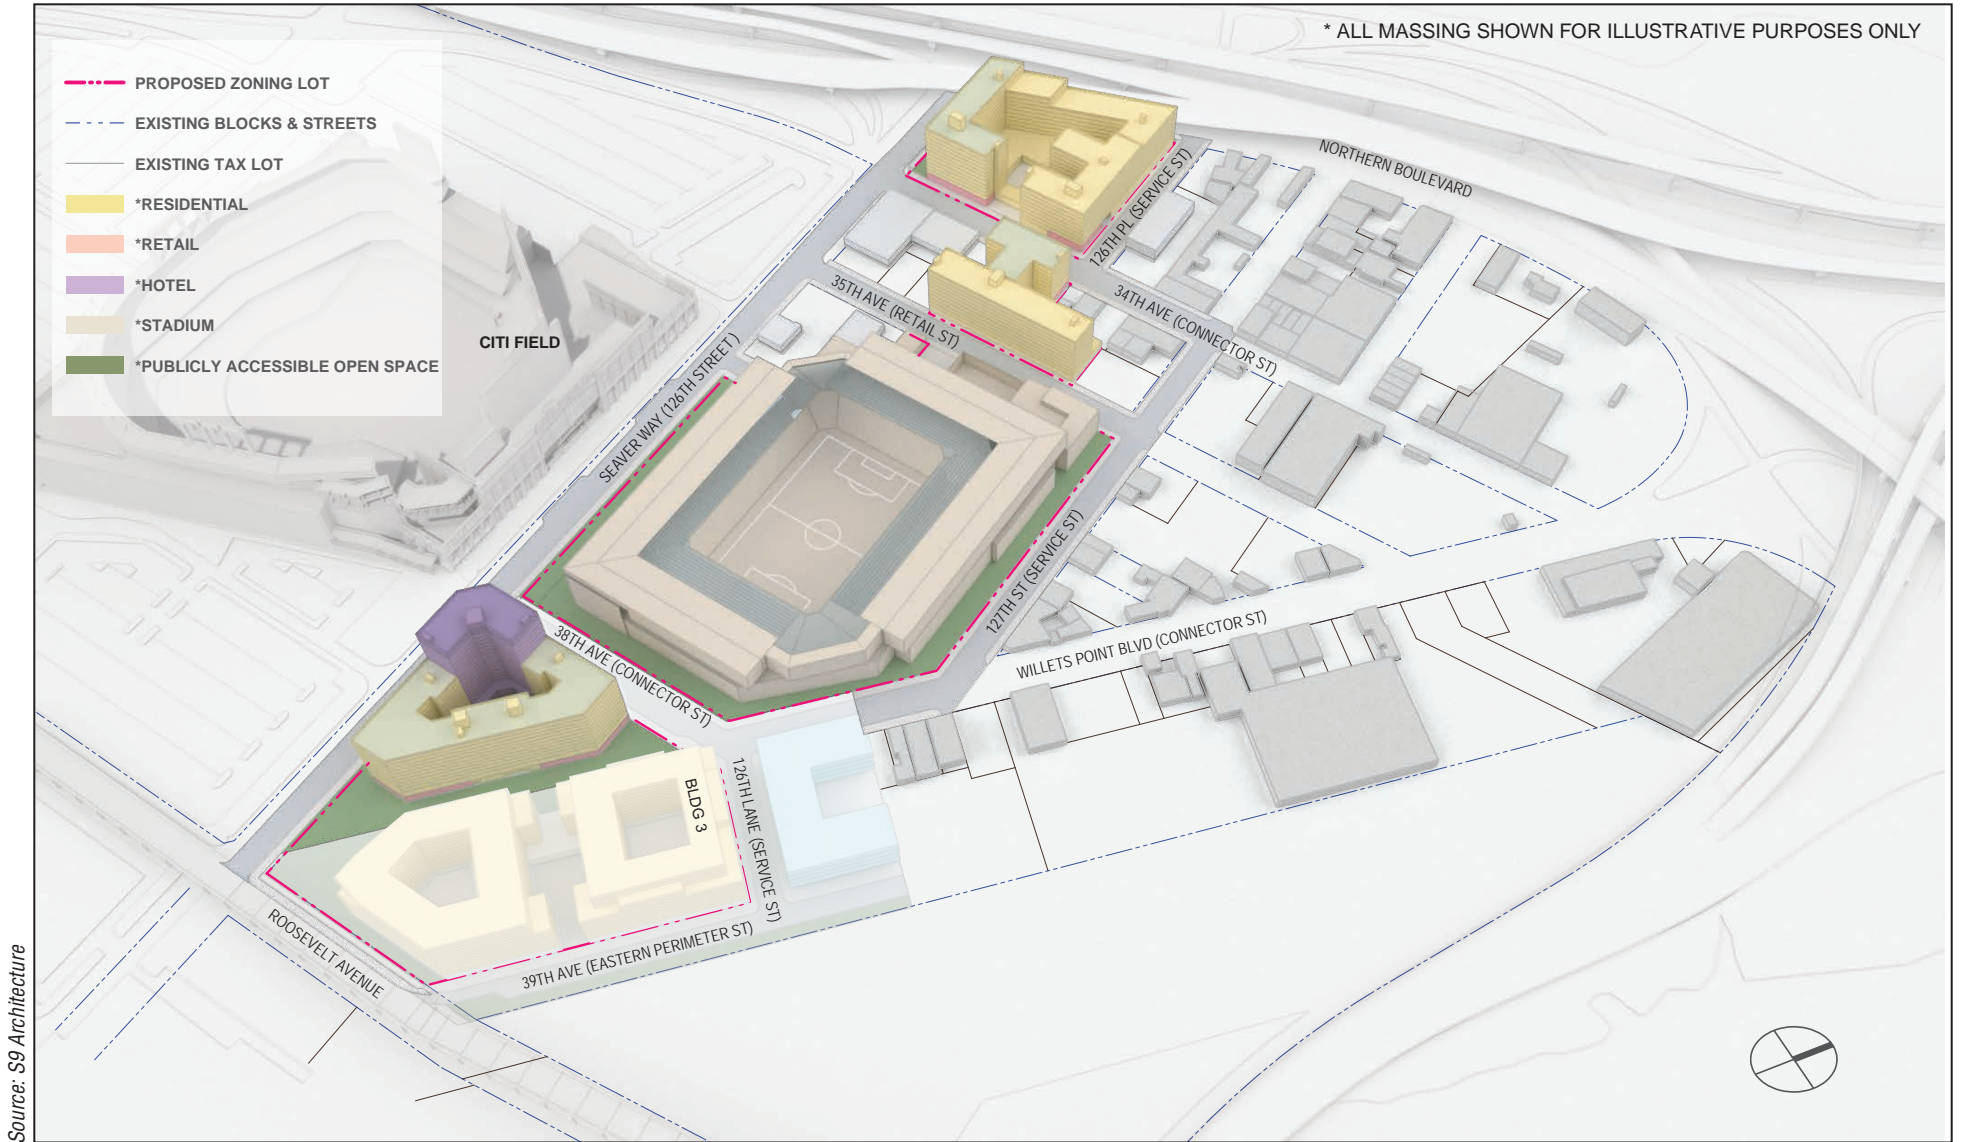 * ALL MASSING SHOWN FOR ILLUSTRATIVE PURPOSES ONLY
PROPOSED ZONING LOT
EXISTING BLOCKS & STREETS
EXISTING TAX LOT
*RESIDENTIAL
*RETAIL
*HOTEL
*STADIUM
*PUBLICLY ACCESSIBLE OPEN SPACE
NORTHERN BOULEVARD
126TH PL (SERVICE ST)
35TH AVE (RETAIL ST)
34TH AVE (CONNECTOR ST)
CITI FIELD
SEAVER WAY (126TH STREET)
127TH ST (SERVICE ST)
38TH AVE (CONNECTOR ST)
WILLETS POINT BLVD (CONNECTOR ST)
BLDG 3
126TH LANE (SERVICE ST)
ROOSEVELT AVENUE
39TH AVE (EASTERN PERIMETER ST)
Source: S9 Architecture